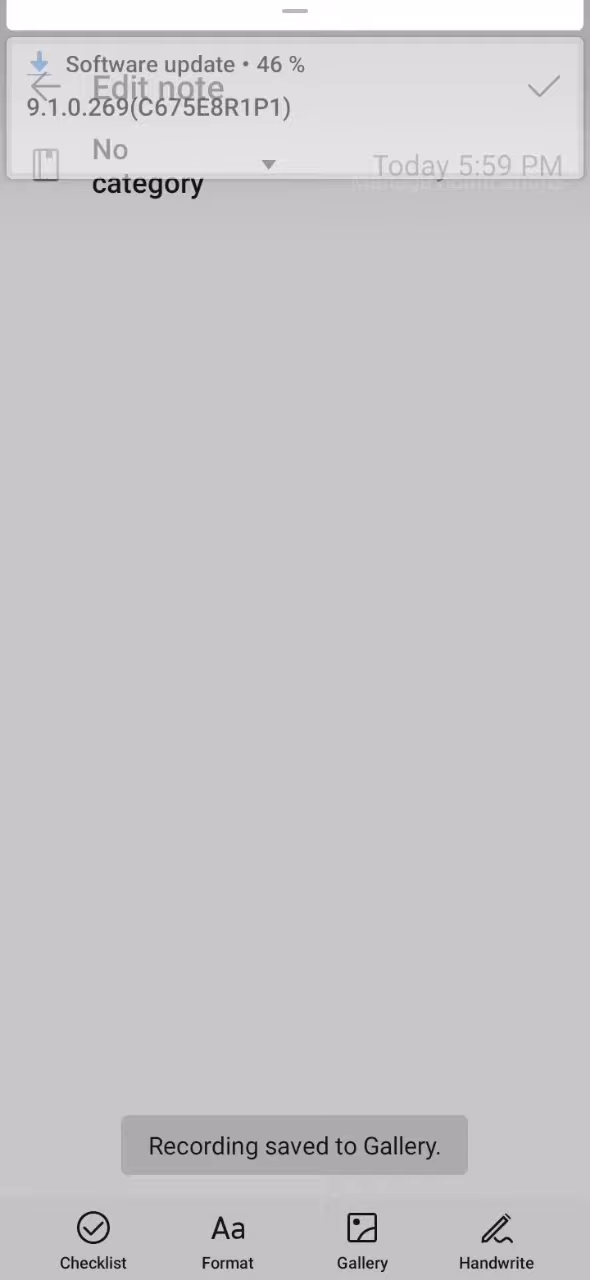 Software update • 46 %
Edit note
9.1.0.269(C675E8R1P1)
No
category
Today 5:59 PM
Recording saved to Gallery.
Checklist
Format
Gallery
Handwrite